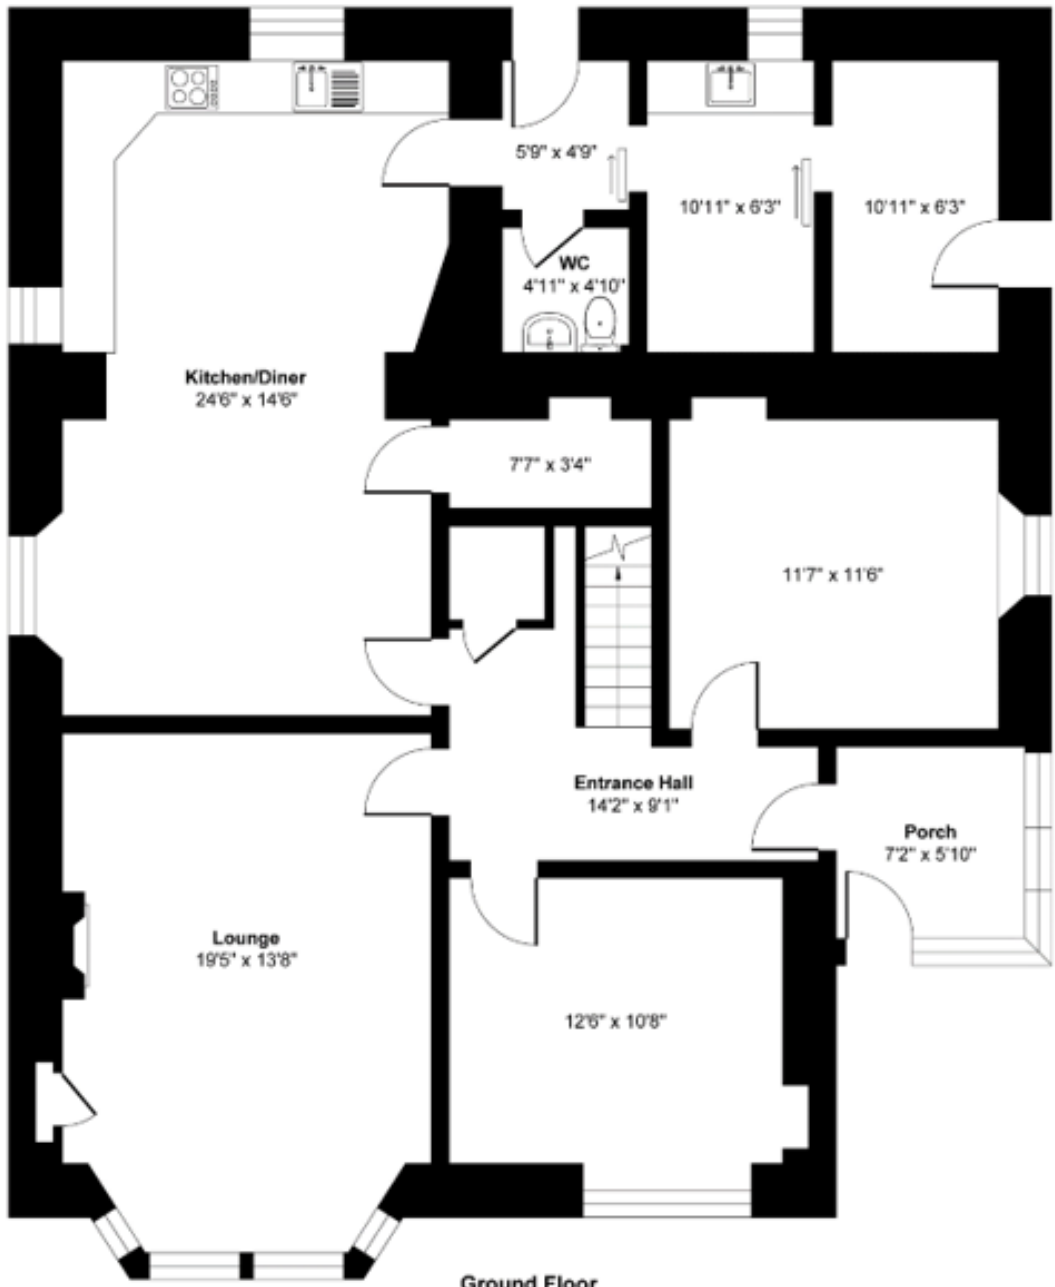 5'9" x 4'9"
10'11" x 6'3"
10'11" x 6'3"
WC
4'11" x 4'10"
Kitchen/Diner
24'6" x 14'6"
7'7" x 3'4"
11'7" x 11'6"
Entrance Hall
14'2" x 9'1"
Porch
7'2" x 5'10"
Lounge
19'5" x 13'8"
12'6" x 10'8"
Ground Floor